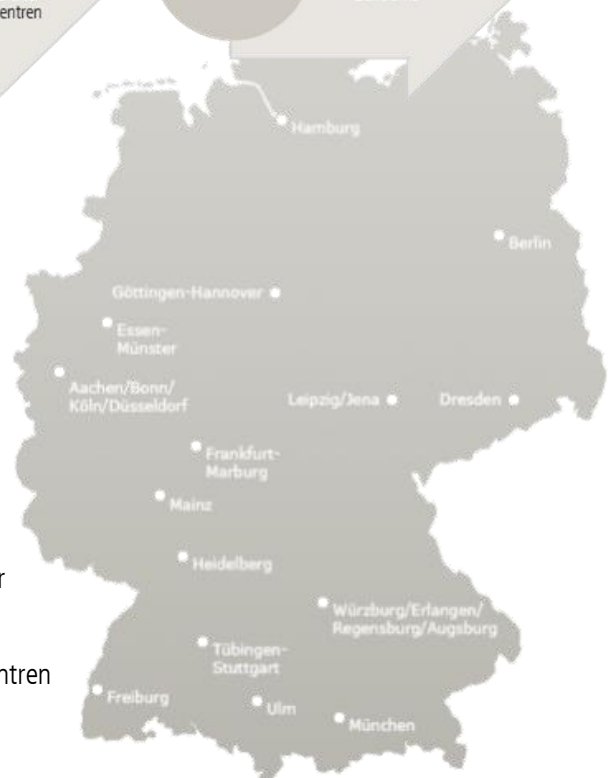 entren
Hamburg
Berlin
Göttingen-Hannover
Essen-
Münster
Aachen/Bonn/
Köln/Düsseldorf
Leipzig/Jena
Dresden
Frankfurt-
Marburg
Mainz
r
Heidelberg
Würzburg/Erlangen/
Regensburg/Augsburg
Tübingen-
Stuttgart
ntren
Freiburg
Ulm
München